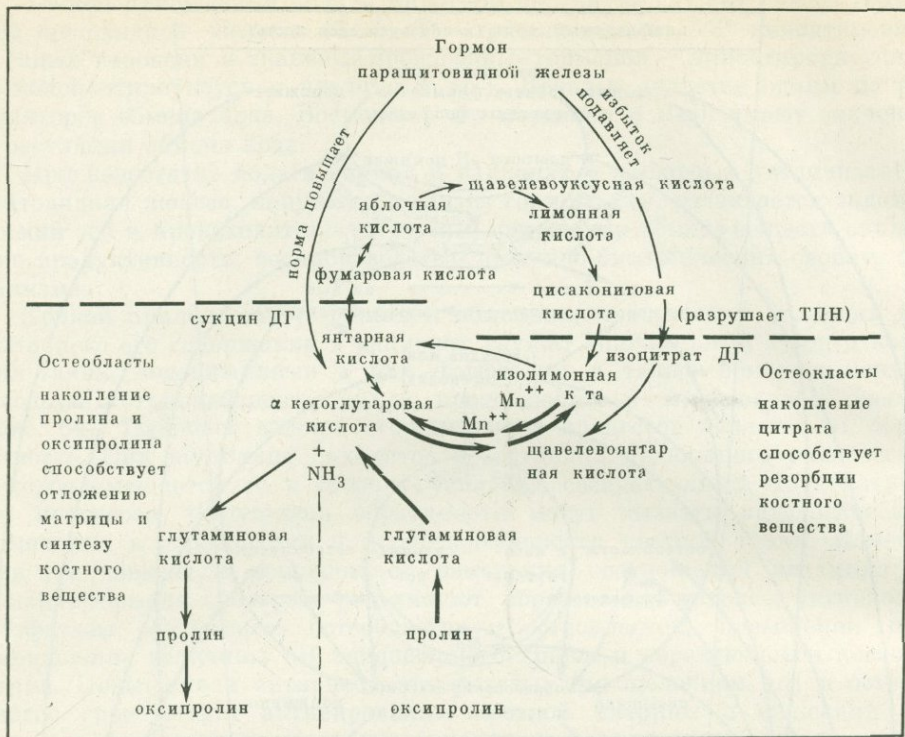 Гормон
паращитовидной железы
норма повышает
избыток
подавляет
щавелевоуксусная кислота
яблочная
кислота
лимонная
кислота
фумаровая кислота
цисаконитовая
кислота
сукцин ДГ
(разрушает ТПН)
янтарная
кислота
изоцитрат ДГ
изолимонная
к та
Mn++
Mn++
α кетоглутаровая
кислота
+
NH3
щавелевоянтар
ная кислота
Остеобласты
накопление
пролина и
оксипролина
способствует
отложению
матрицы и
синтезу
костного
вещества
Остеокласты
накопление
цитрата
способствует
резорбции
костного
вещества
глутаминовая
кислота
глутаминовая
кислота
пролин
пролин
оксипролин
оксипролин